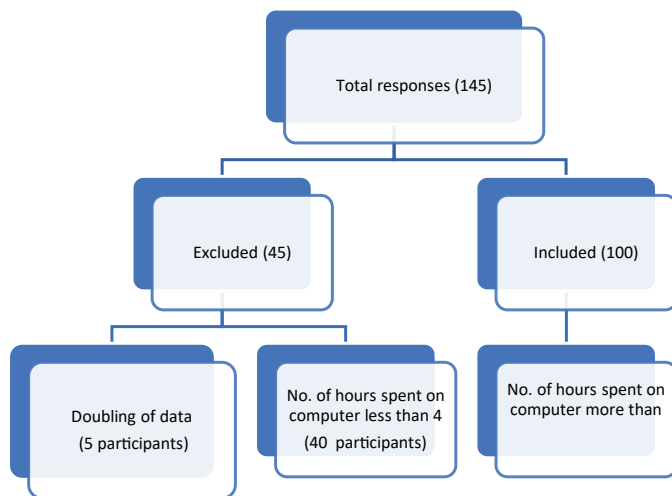 Total responses (145)
Excluded (45)
Included (100)
Doubling of data
(5 participants)
No. of hours spent on
computer less than 4
(40 participants)
No. of hours spent on
computer more than